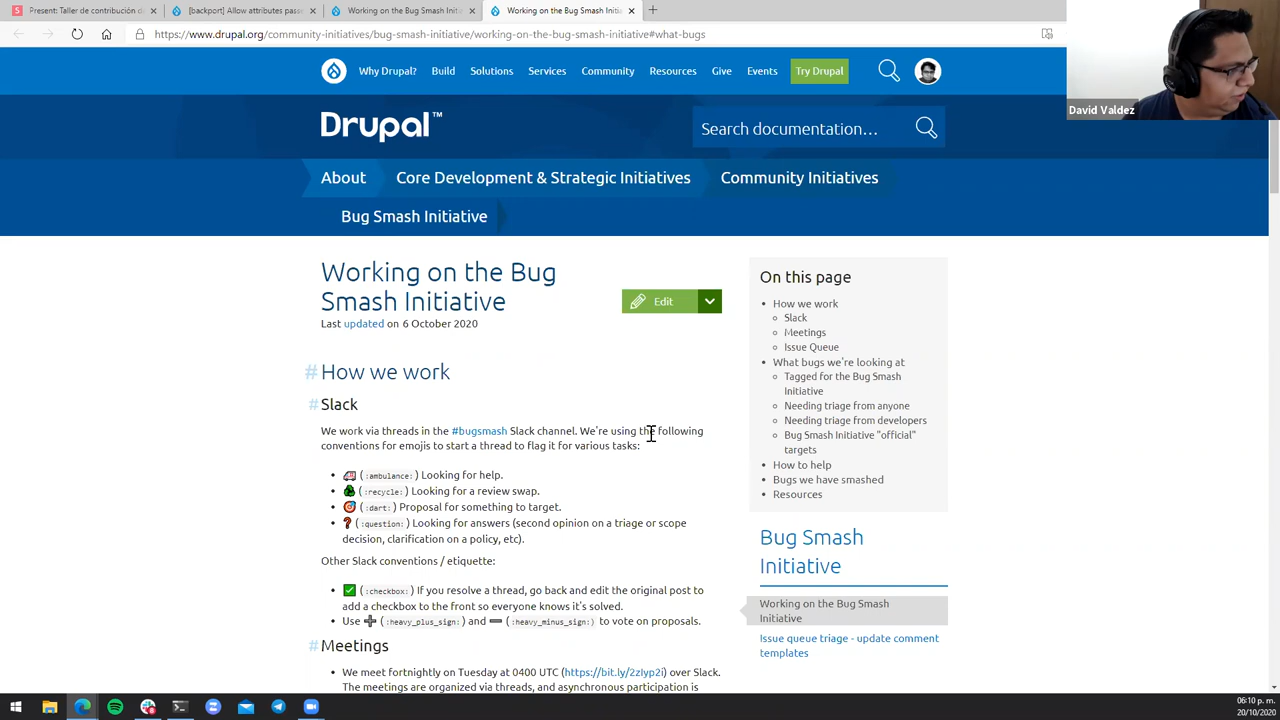 Present: Taller de contribución de
[backport] Allow attributes passe
Working on the Bug Smash Initi
Working on the Bug Smash Initia
https://www.drupal.org/community-initiatives/bug-smash-initiative/working-on-the-bug-smash-initiative#what-bugs
David Valdez
Why Drupal? Build Solutions Services Community Resources Give Events Try Drupal
Drupal™
Search documentation…
About Core Development & Strategic Initiatives Community Initiatives
Bug Smash Initiative
Working on the Bug
Smash Initiative
Edit
Last updated on 6 October 2020
# How we work
# Slack
We work via threads in the #bugsmash Slack channel. We're using the following
conventions for emojis to start a thread to flag it for various tasks:
• 🚑 (:ambulance:) Looking for help.
• ♻ (:recycle:) Looking for a review swap.
• 🎯 (:dart:) Proposal for something to target.
• ❓ (:question:) Looking for answers (second opinion on a triage or scope
decision, clarification on a policy, etc).
Other Slack conventions / etiquette:
• ✅ (:checkbox:) If you resolve a thread, go back and edit the original post to
add a checkbox to the front so everyone knows it's solved.
• Use ➕ (:heavy_plus_sign:) and ➖ (:heavy_minus_sign:) to vote on proposals.
# Meetings
• We meet fortnightly on Tuesday at 0400 UTC (https://bit.ly/2zIyp2i) over Slack.
The meetings are organized via threads, and asynchronous participation is
On this page
• How we work
Slack
Meetings
Issue Queue
• What bugs we're looking at
Tagged for the Bug Smash
Initiative
Needing triage from anyone
Needing triage from developers
Bug Smash Initiative "official"
targets
• How to help
• Bugs we have smashed
• Resources
Bug Smash
Initiative
Working on the Bug Smash
Initiative
Issue queue triage - update comment
templates
06:10 p. m.
20/10/2020